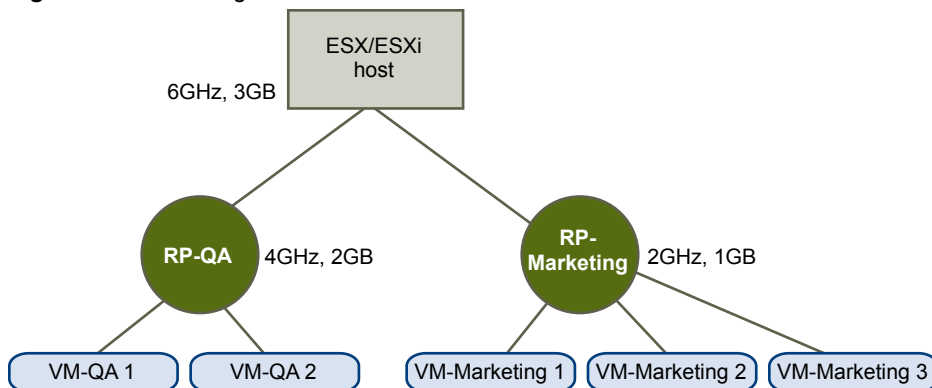 ESX/ESXi
host
6GHz, 3GB
RP-QA
4GHz, 2GB
RP-
Marketing
2GHz, 1GB
VM-QA 1
VM-QA 2
VM-Marketing 1
VM-Marketing 2
VM-Marketing 3